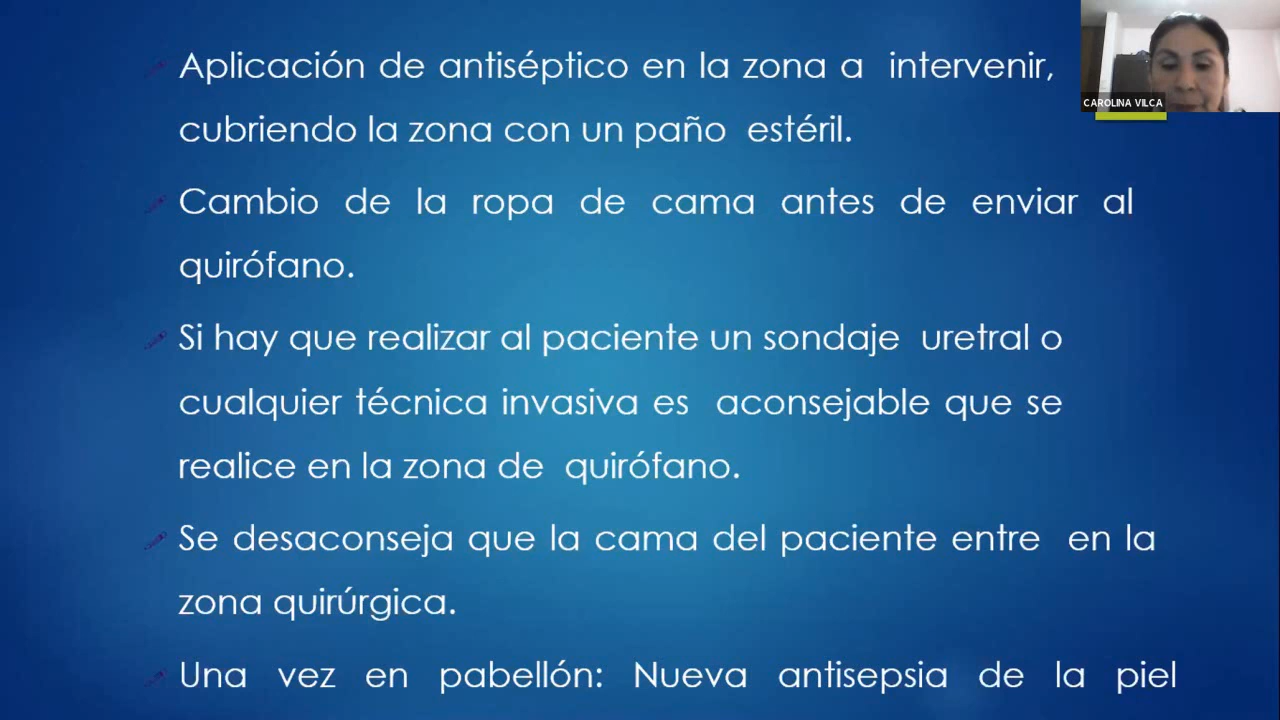 Aplicación de antiséptico en la zona a intervenir,
cubriendo la zona con un paño estéril.
Cambio de la ropa de cama antes de enviar al
quirófano.
Si hay que realizar al paciente un sondaje uretral o
cualquier técnica invasiva es aconsejable que se
realice en la zona de quirófano.
Se desaconseja que la cama del paciente entre en la
zona quirúrgica.
Una vez en pabellón: Nueva antisepsia de la piel
CAROLINA VILCA